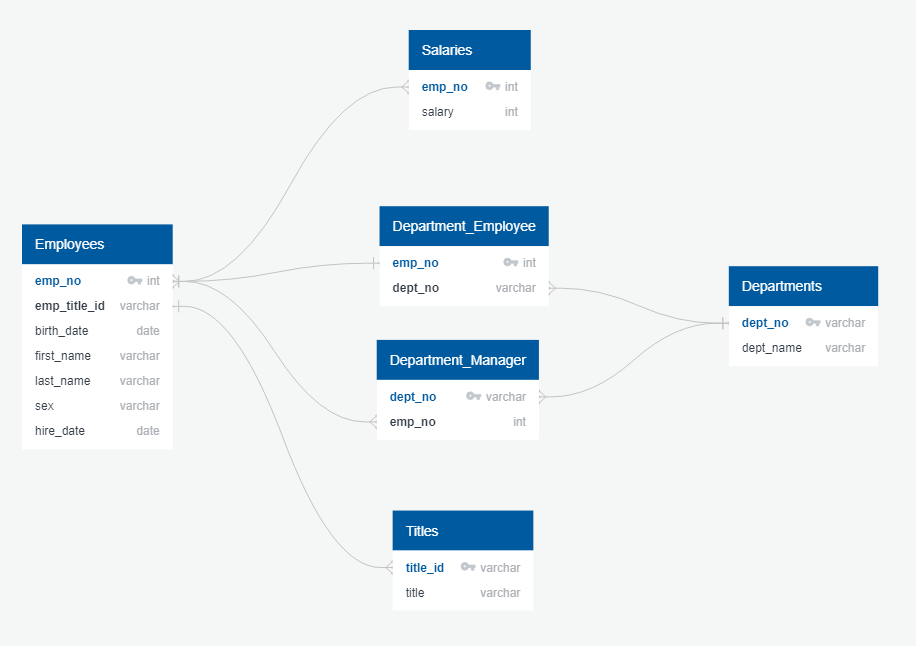 Salaries
emp_no int
salary int
Employees
emp_no int
emp_title_id varchar
birth_date date
first_name varchar
last_name varchar
sex varchar
hire_date date
Department_Employee
emp_no int
dept_no varchar
Departments
dept_no varchar
dept_name varchar
Department_Manager
dept_no varchar
emp_no int
Titles
title_id varchar
title varchar